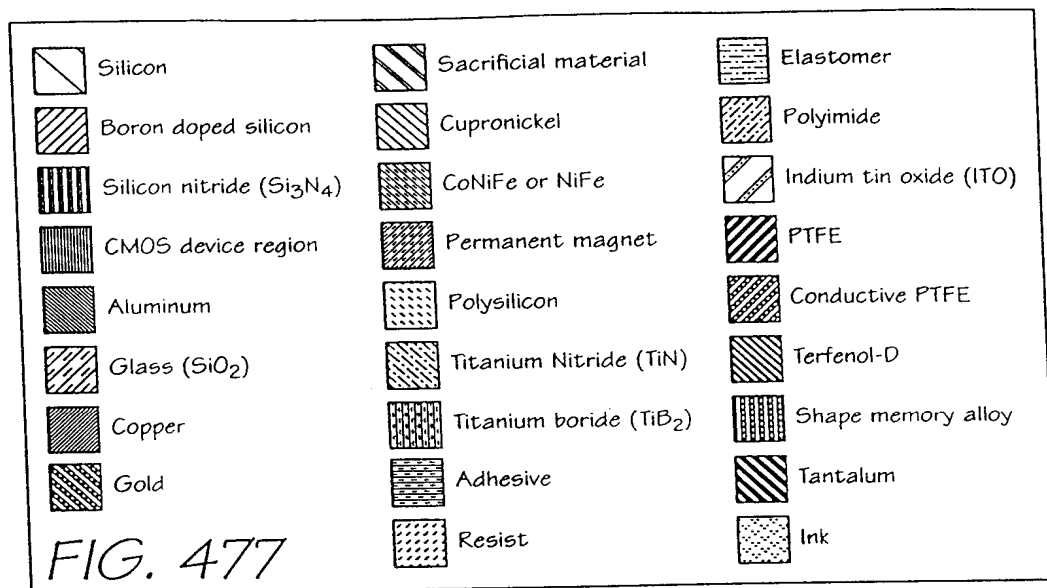 Silicon
Boron doped silicon
Silicon nitride (Si₃N₄)
CMOS device region
Aluminum
Glass (SiO₂)
Copper
Gold
FIG. 477
Sacrificial material
Cupronickel
CoNiFe or NiFe
Permanent magnet
Polysilicon
Titanium Nitride (TiN)
Titanium boride (TiB₂)
Adhesive
Resist
Elastomer
Polyimide
Indium tin oxide (ITO)
PTFE
Conductive PTFE
Terfenol-D
Shape memory alloy
Tantalum
Ink